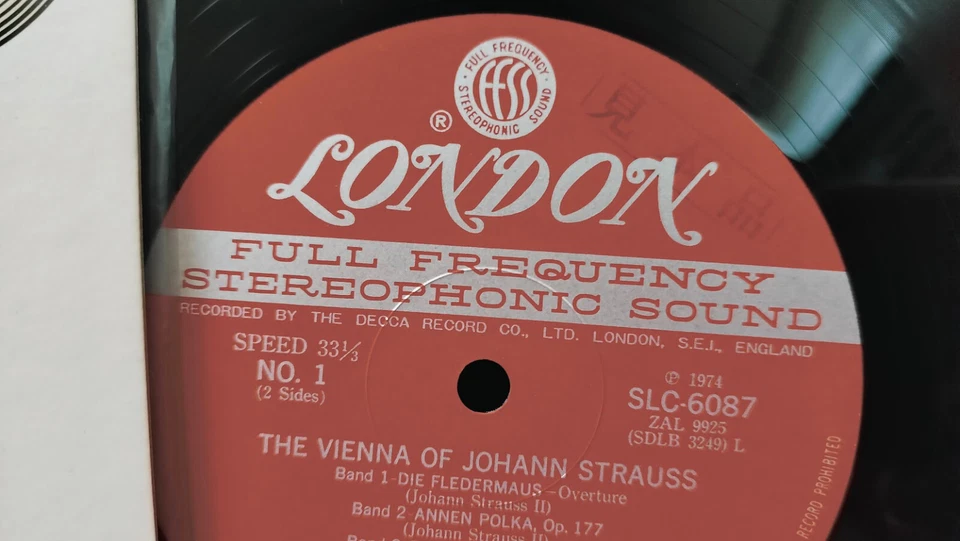 FULL FREQUENCY
ffss
STEREOPHONIC SOUND
見本品
®
LONDON
FULL FREQUENCY
STEREOPHONIC SOUND
RECORDED BY THE DECCA RECORD CO., LTD. LONDON, S.E.I., ENGLAND
SPEED 33⅓
NO. 1
(2 Sides)
℗ 1974
SLC-6087
ZAL 9925
(SDLB 3249) L
THE VIENNA OF JOHANN STRAUSS
Band 1-DIE FLEDERMAUS-Overture
(Johann Strauss II)
Band 2-ANNEN POLKA, Op. 177
(Johann Strauss II)
RECORD PROHIBITED